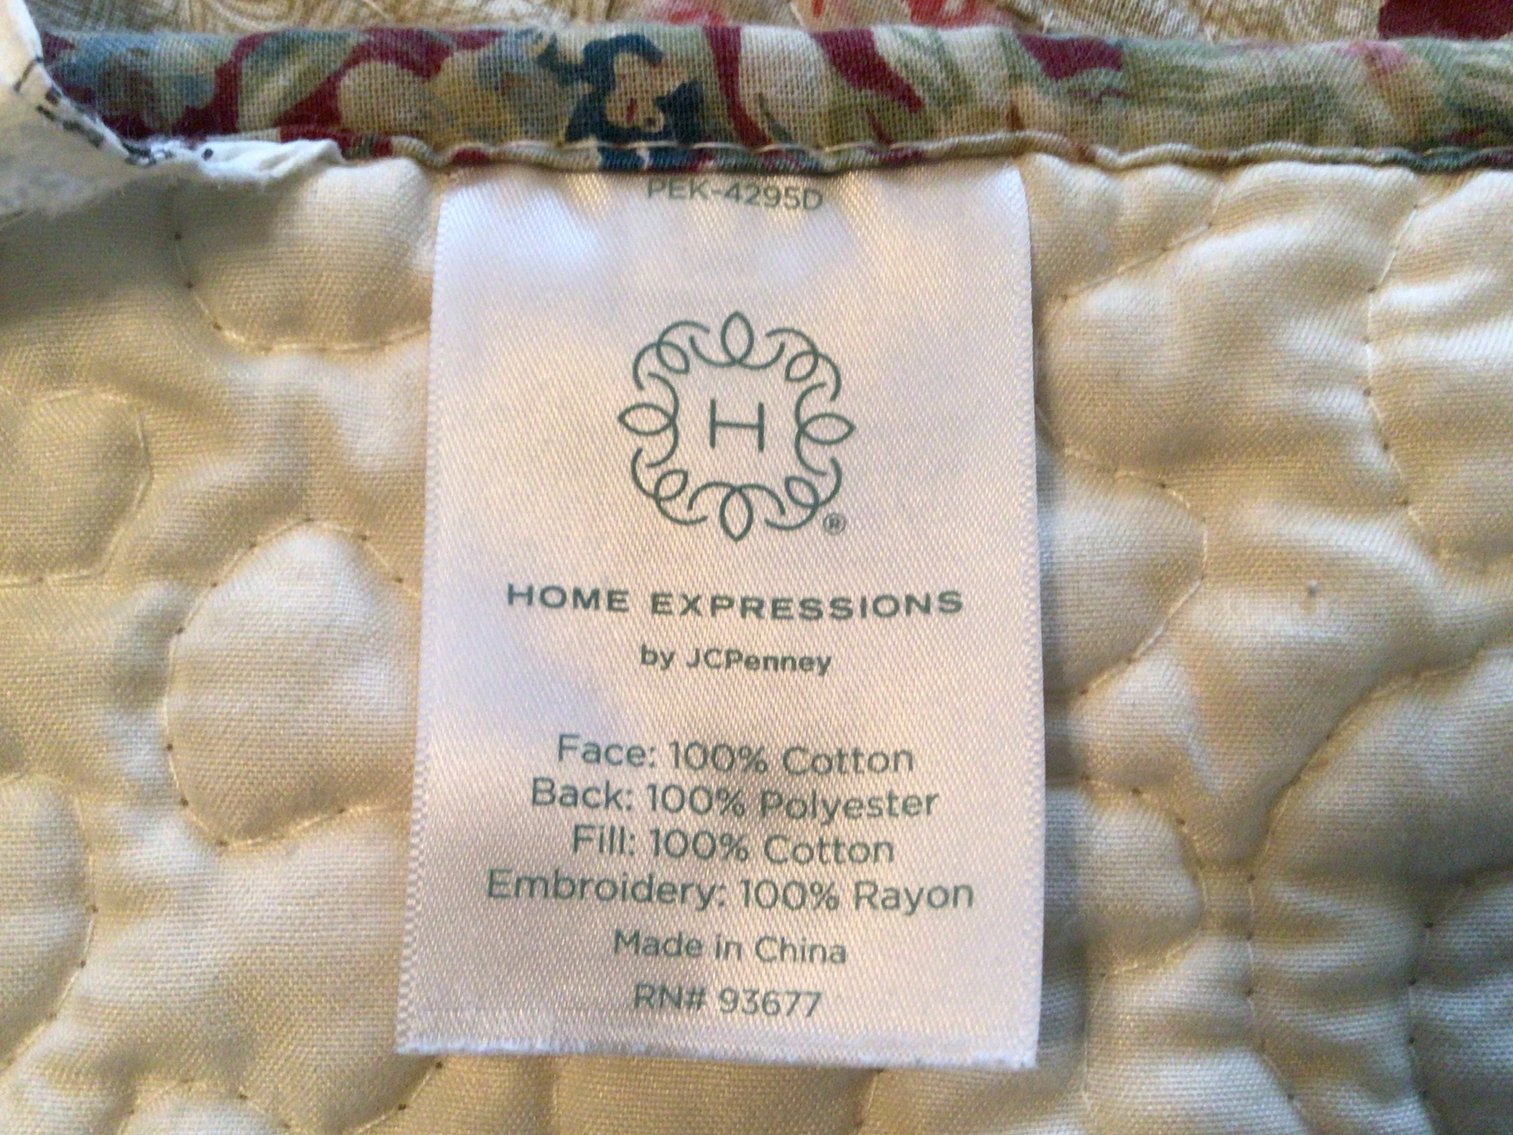 PEK-4295D
H
®
HOME EXPRESSIONS
by JCPenney
Face: 100% Cotton
Back: 100% Polyester
Fill: 100% Cotton
Embroidery: 100% Rayon
Made in China
RN# 93677